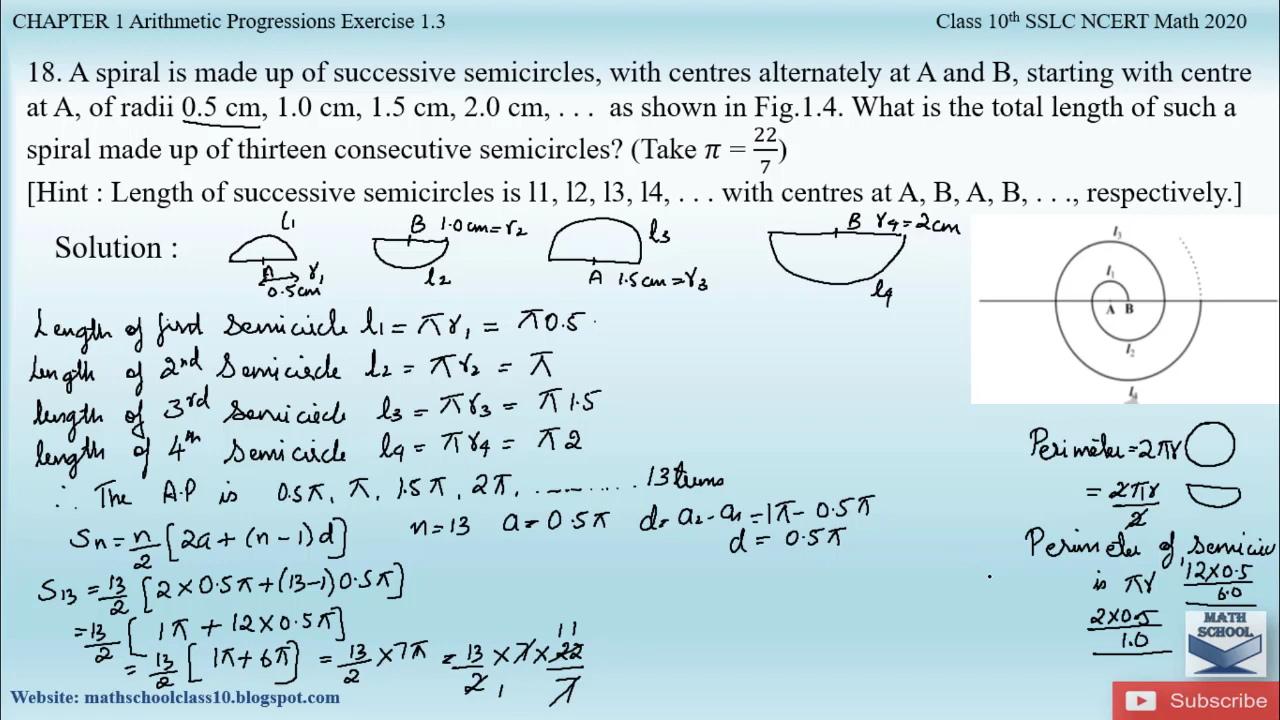 CHAPTER 1 Arithmetic Progressions Exercise 1.3
Class 10th SSLC NCERT Math 2020
18. A spiral is made up of successive semicircles, with centres alternately at A and B, starting with centre
at A, of radii 0.5 cm, 1.0 cm, 1.5 cm, 2.0 cm, . . . as shown in Fig.1.4. What is the total length of such a
spiral made up of thirteen consecutive semicircles? (Take π = 22/7)
[Hint : Length of successive semicircles is l1, l2, l3, l4, . . . with centres at A, B, A, B, . . ., respectively.]
Solution :
l1
A r1
0.5cm
B 1.0cm=r2
l2
l3
A 1.5cm=r3
B r4=2cm
l4
l3
l1
A B
l2
l4
Length of first Semicircle l1 = πr1 = π0.5
Length of 2nd Semicircle l2 = πr2 = π
length of 3rd Semicircle l3 = πr3 = π1.5
length of 4th Semicircle l4 = πr4 = π2
∴ The A.P is 0.5π, π, 1.5π, 2π, ............ 13 terms
Sn = n/2 [2a + (n - 1)d] n=13 a=0.5π d= a2 - a1 = 1π - 0.5π
d = 0.5π
S13 = 13/2 [2×0.5π + (13-1)0.5π]
= 13/2 [1π + 12×0.5π]
= 13/2 [1π + 6π] = 13/2 × 7π = 13/2 × 7 × 22/7
11
1
Perimeter = 2πr
= 2πr/2
Perimeter of semicir
is πr
12×0.5
6.0
2×0.5
1.0
MATH
SCHOOL
Website: mathschoolclass10.blogspot.com
Subscribe